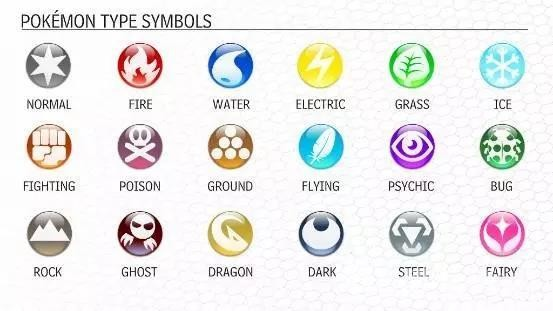 POKÉMON TYPE SYMBOLS
NORMAL FIRE WATER ELECTRIC GRASS ICE
FIGHTING POISON GROUND FLYING PSYCHIC BUG
ROCK GHOST DRAGON DARK STEEL FAIRY